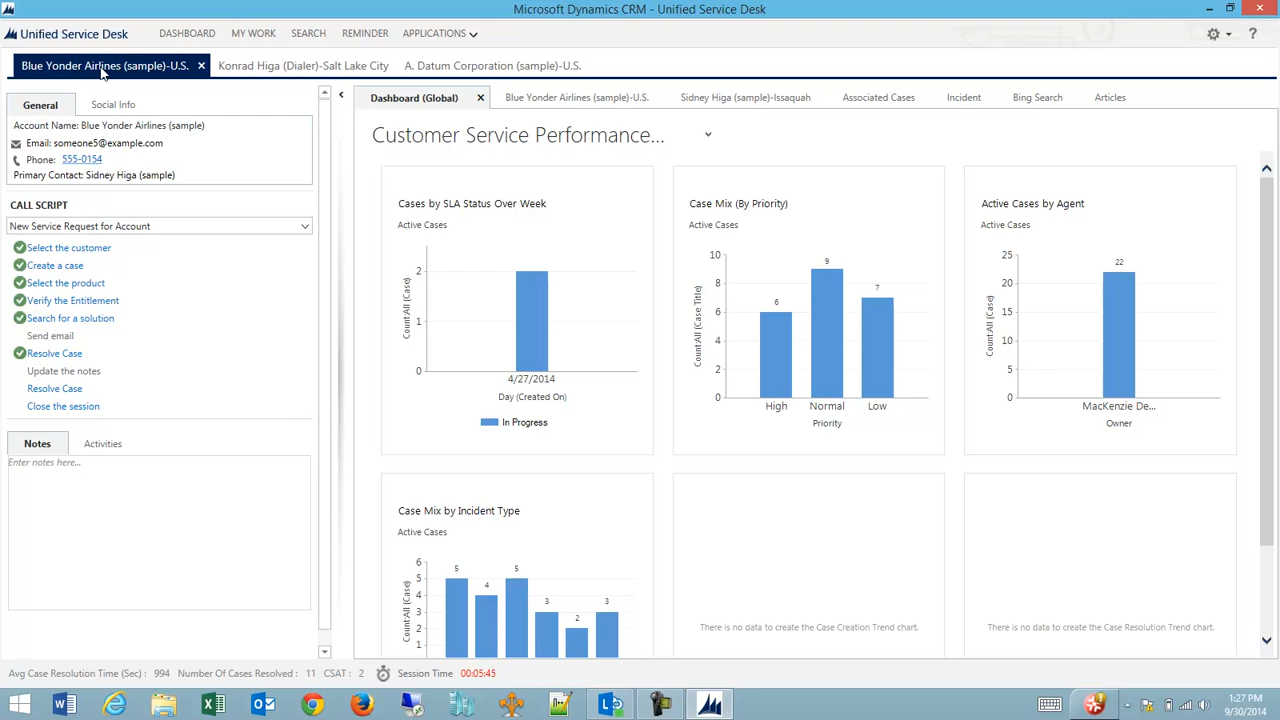 Microsoft Dynamics CRM - Unified Service Desk
Unified Service Desk
DASHBOARD
MY WORK
SEARCH
REMINDER
APPLICATIONS
?
Blue Yonder Airlines (sample)-U.S.
Konrad Higa (Dialer)-Salt Lake City
A. Datum Corporation (sample)-U.S.
General
Social Info
Account Name: Blue Yonder Airlines (sample)
Email: someone5@example.com
Phone: 555-0154
Primary Contact: Sidney Higa (sample)
CALL SCRIPT
New Service Request for Account
Select the customer
Create a case
Select the product
Verify the Entitlement
Search for a solution
Send email
Resolve Case
Update the notes
Resolve Case
Close the session
Notes
Activities
Enter notes here...
Dashboard (Global)
Blue Yonder Airlines (sample)-U.S.
Sidney Higa (sample)-Issaquah
Associated Cases
Incident
Bing Search
Articles
Customer Service Performance...
Cases by SLA Status Over Week
Active Cases
2
1
0
Count:All (Case)
4/27/2014
Day (Created On)
In Progress
Case Mix (By Priority)
Active Cases
10
8
6
4
2
0
Count:All (Case Title)
6
9
7
High
Normal
Low
Priority
Active Cases by Agent
Active Cases
25
20
15
10
5
0
Count:All (Case)
22
MacKenzie De...
Owner
Case Mix by Incident Type
Active Cases
6
5
4
3
2
1
Count:All (Case)
5
4
5
3
2
3
There is no data to create the Case Creation Trend chart.
There is no data to create the Case Resolution Trend chart.
Avg Case Resolution Time (Sec) : 994
Number Of Cases Resolved : 11
CSAT : 2
Session Time 00:05:45
1:27 PM
9/30/2014